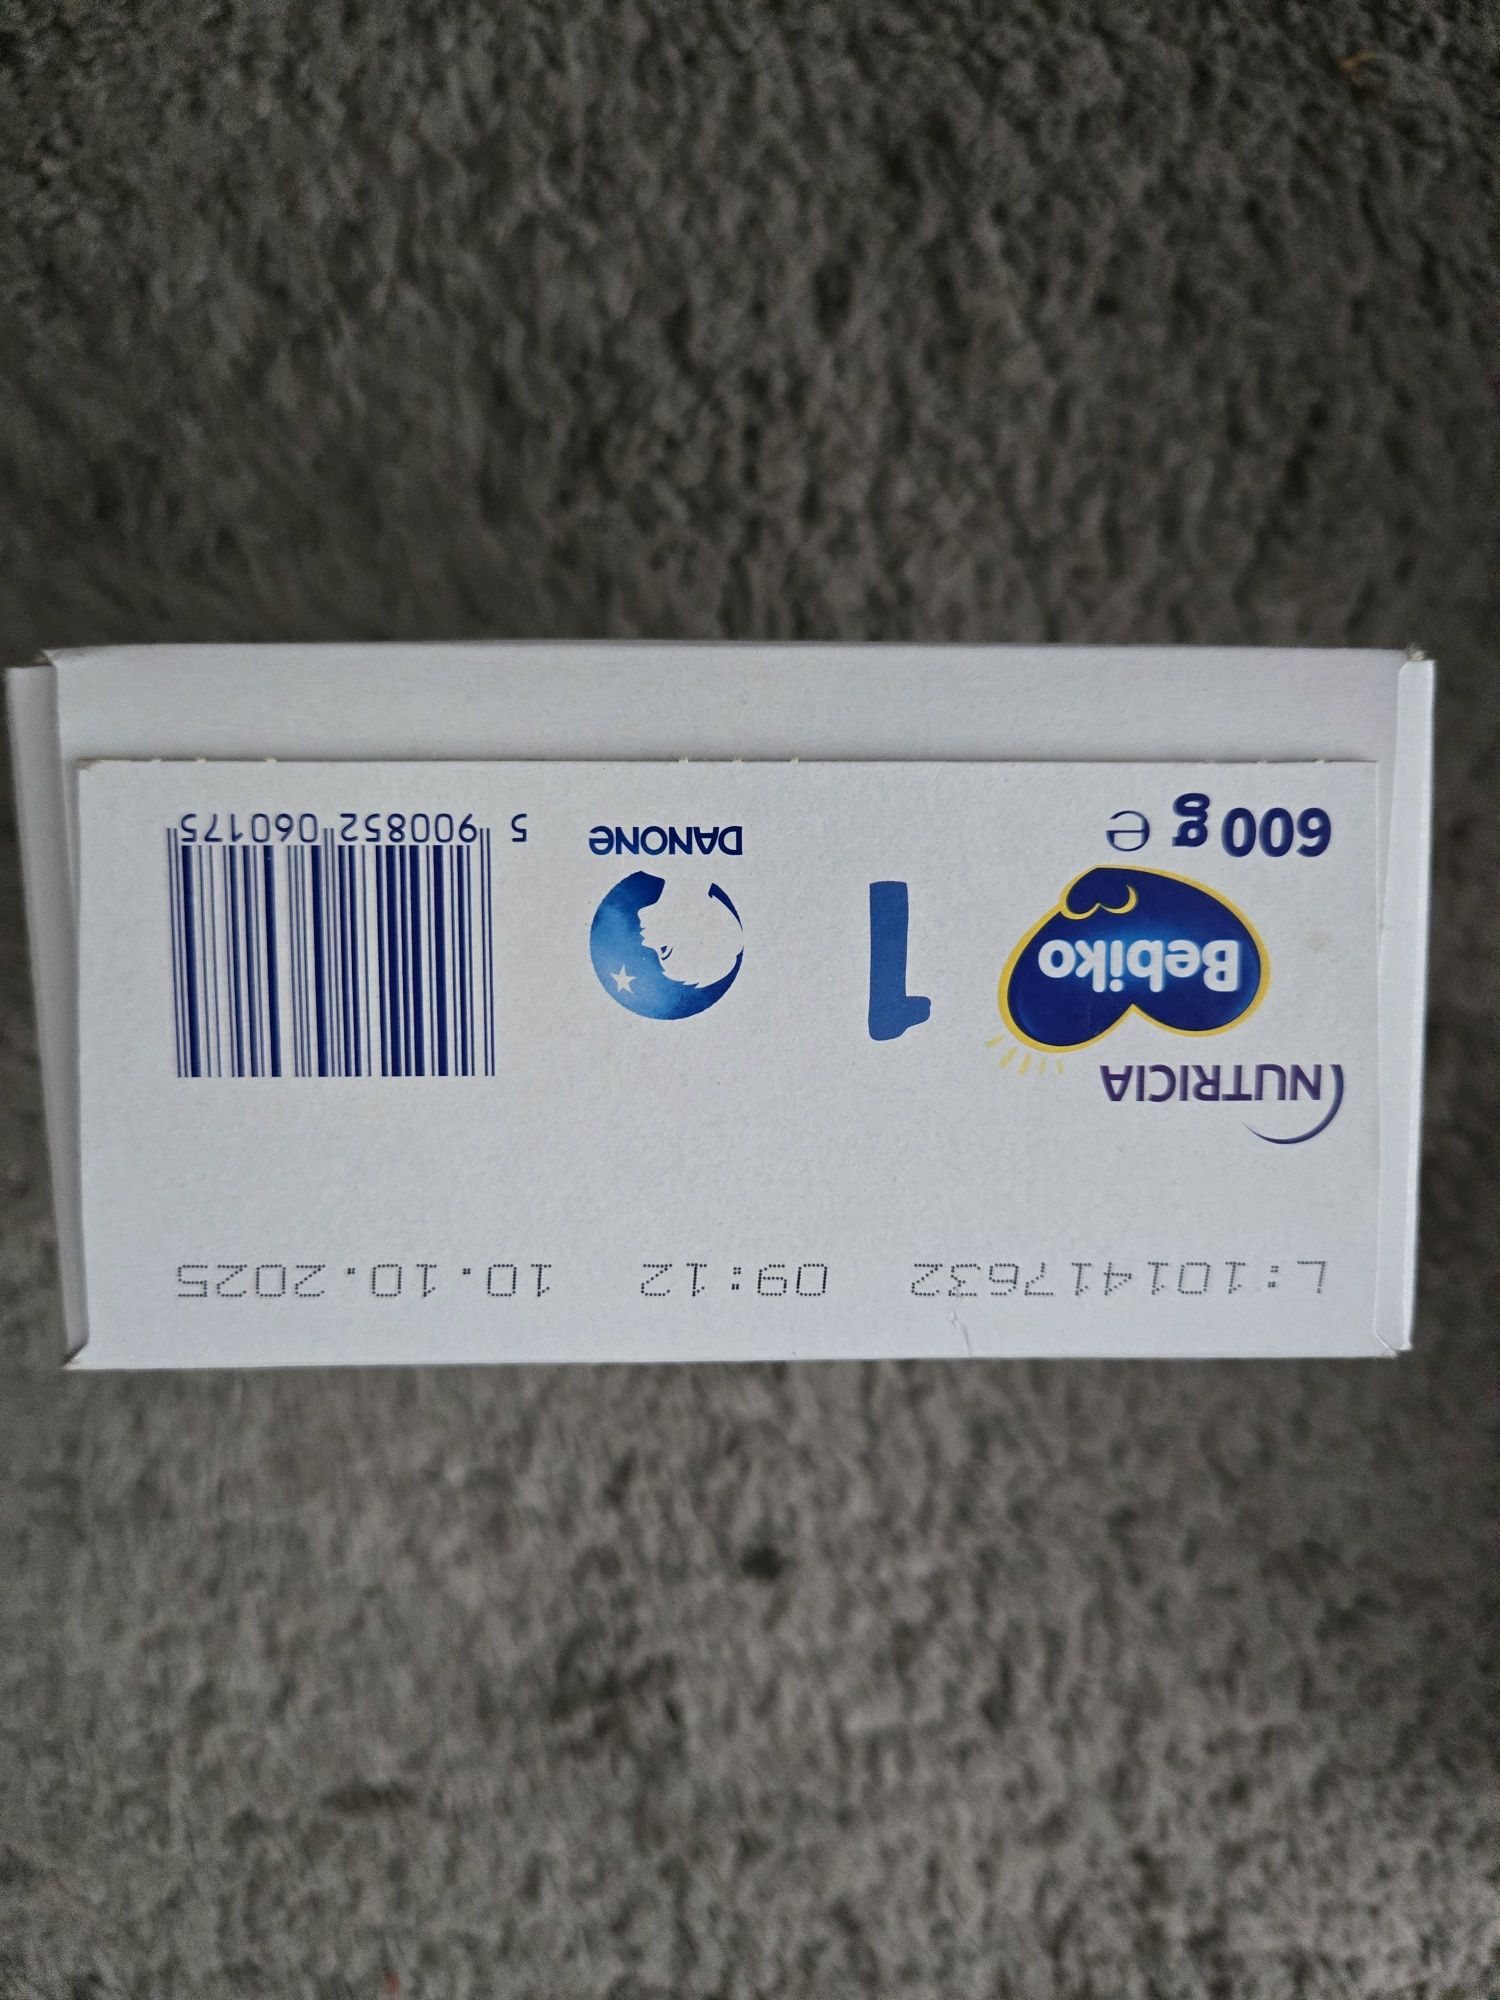 L:101417632 09:12 10.10.2025
NUTRICIA
Bebiko
1
600 g e
DANONE
5 900852 060175